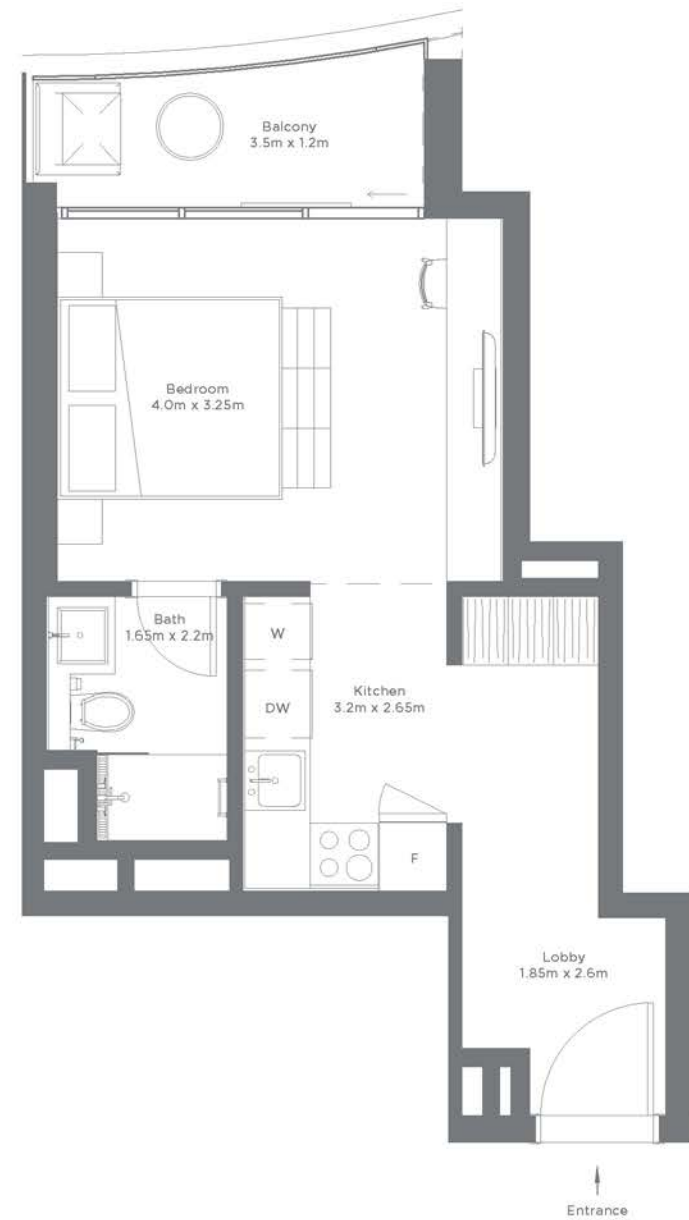 Balcony
3.5m x 1.2m
Bedroom
4.0m x 3.25m
Bath
1.65m x 2.2m
W
DW
Kitchen
3.2m x 2.65m
F
Lobby
1.85m x 2.6m
Entrance